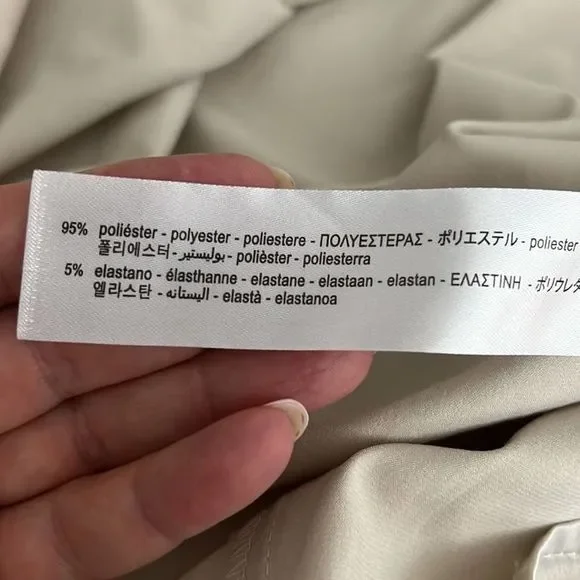 95% poliéster - polyester - poliestere - ΠΟΛΥΕΣΤΕΡΑΣ - ポリエステル - poliester
폴리에스터 - بوليستير - polièster - poliesterra
5% elastano - élasthanne - elastane - elastaan - elastan - ΕΛΑΣΤΙΝΗ - ポリウレタ
엘라스탄 - اليستانه - elastà - elastanoa